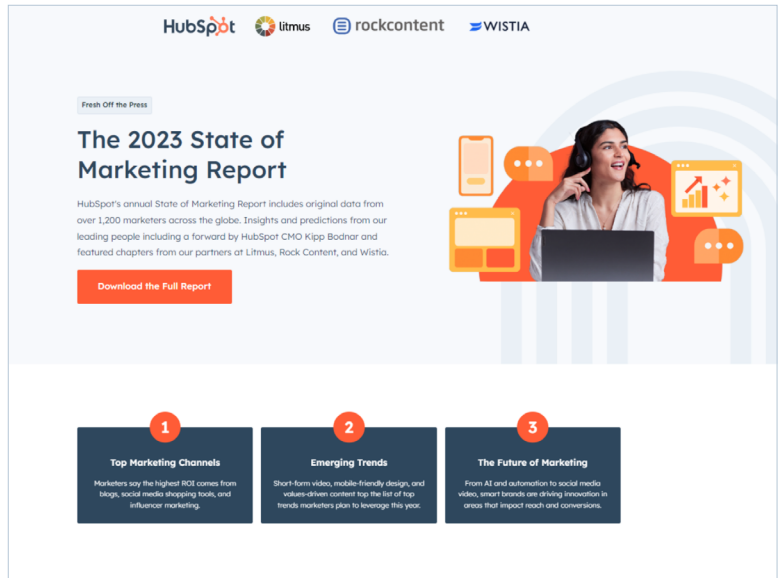 HubSpot litmus rockcontent WISTIA
Fresh Off the Press
The 2023 State of
Marketing Report
HubSpot's annual State of Marketing Report includes original data from
over 1,200 marketers across the globe. Insights and predictions from our
leading people including a forward by HubSpot CMO Kipp Bodnar and
featured chapters from our partners at Litmus, Rock Content, and Wistia.
Download the Full Report
1
Top Marketing Channels
Marketers say the highest ROI comes from
blogs, social media shopping tools, and
influencer marketing.
2
Emerging Trends
Short-form video, mobile-friendly design, and
values-driven content top the list of top
trends marketers plan to leverage this year.
3
The Future of Marketing
From AI and automation to social media
video, smart brands are driving innovation in
areas that impact reach and conversions.